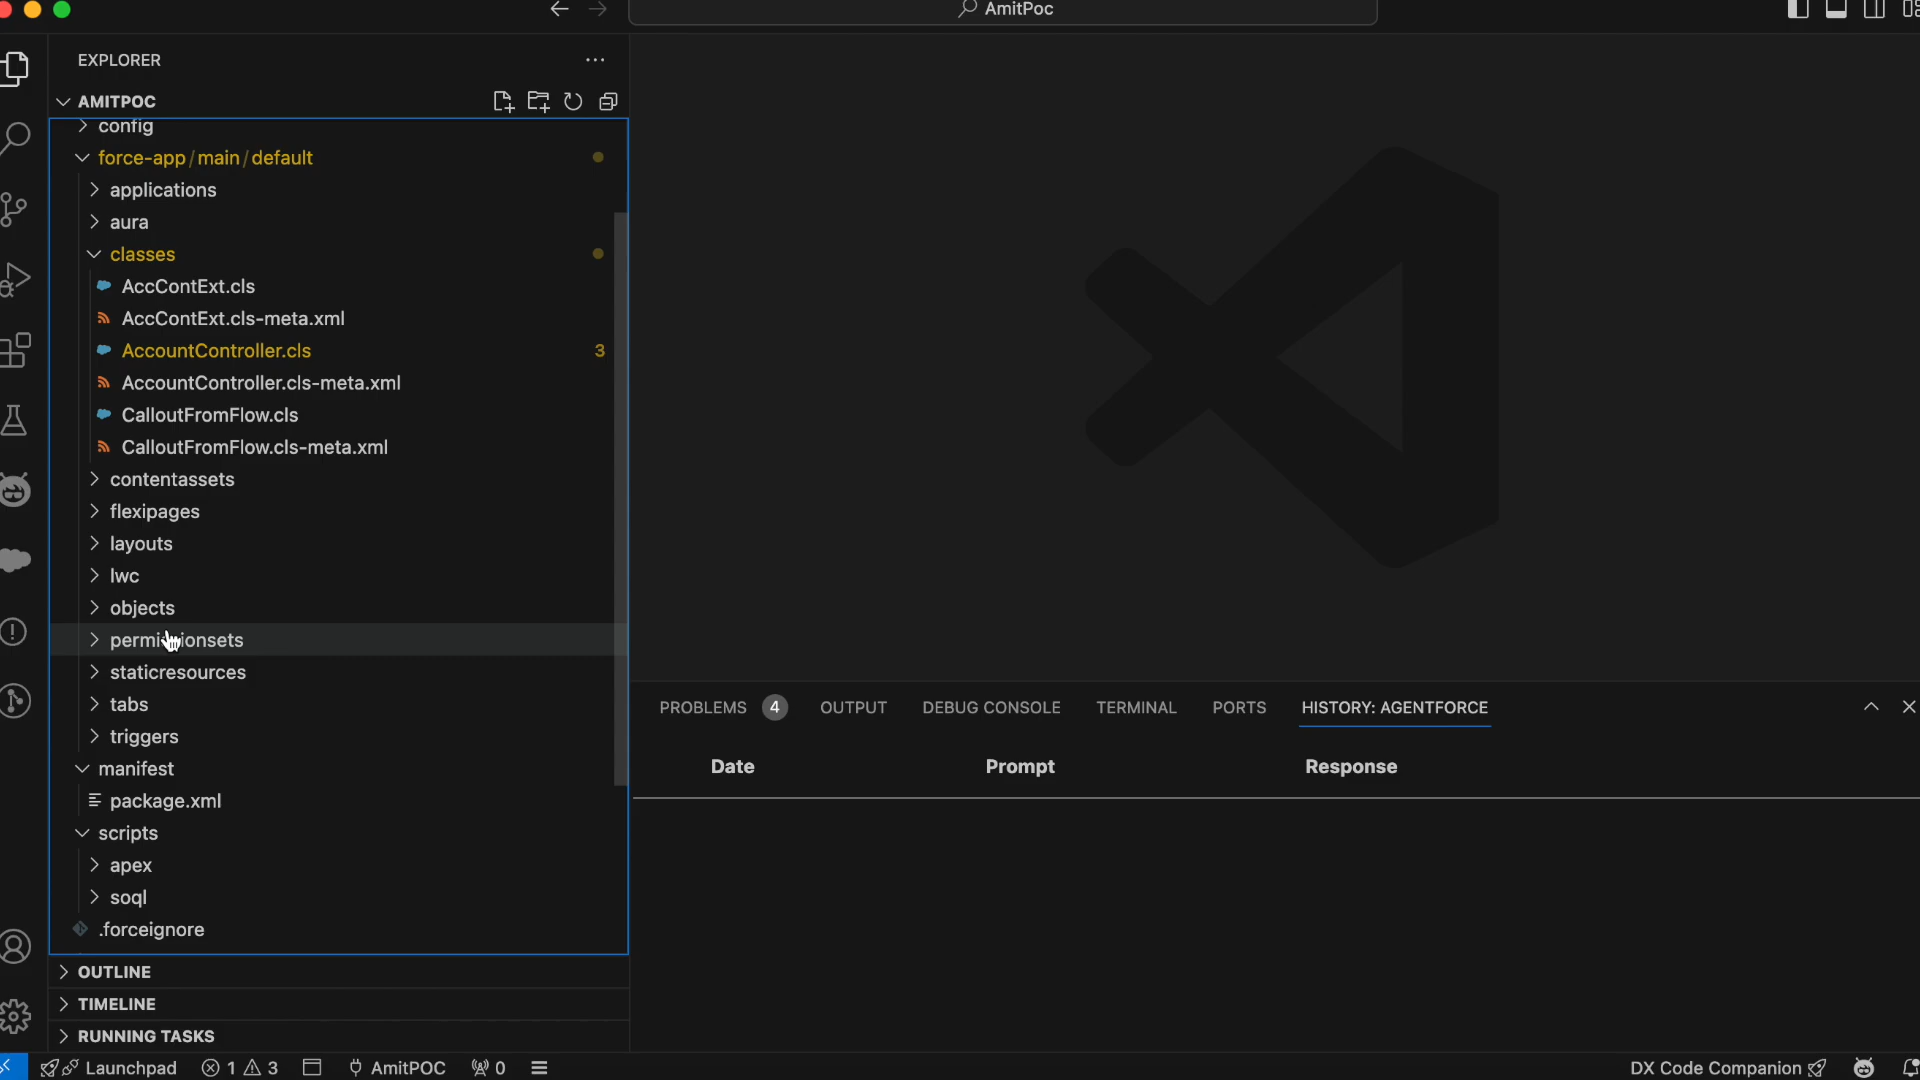 AmitPoc
EXPLORER
AMITPOC
config
force-app/main/default
applications
aura
classes
AccContExt.cls
AccContExt.cls-meta.xml
AccountController.cls 3
AccountController.cls-meta.xml
CalloutFromFlow.cls
CalloutFromFlow.cls-meta.xml
contentassets
flexipages
layouts
lwc
objects
permissionsets
staticresources
tabs
triggers
manifest
package.xml
scripts
apex
soql
.forceignore
OUTLINE
TIMELINE
RUNNING TASKS
PROBLEMS 4 OUTPUT DEBUG CONSOLE TERMINAL PORTS HISTORY: AGENTFORCE
Date Prompt Response
Launchpad 1 3 AmitPOC 0 DX Code Companion